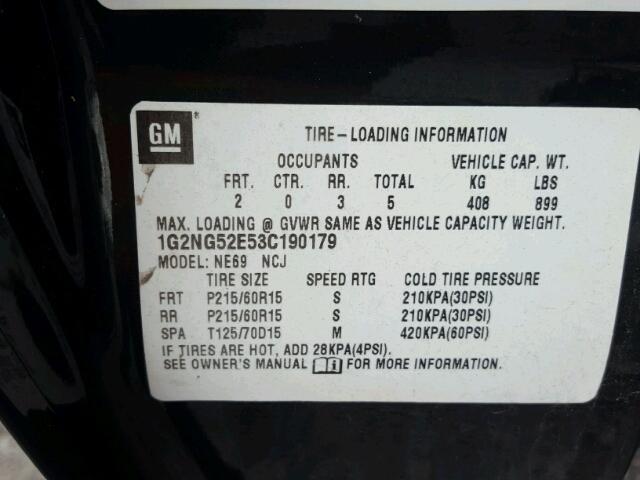 GM®
TIRE-LOADING INFORMATION
OCCUPANTS VEHICLE CAP. WT.
FRT. CTR. RR. TOTAL KG LBS
2 0 3 5 408 899
MAX. LOADING @ GVWR SAME AS VEHICLE CAPACITY WEIGHT.
1G2NG52E53C190179
MODEL: NE69 NCJ
TIRE SIZE SPEED RTG COLD TIRE PRESSURE
FRT P215/60R15 S 210KPA(30PSI)
RR P215/60R15 S 210KPA(30PSI)
SPA T125/70D15 M 420KPA(60PSI)
IF TIRES ARE HOT, ADD 28KPA(4PSI).
SEE OWNER'S MANUAL i FOR MORE INFORMATION.